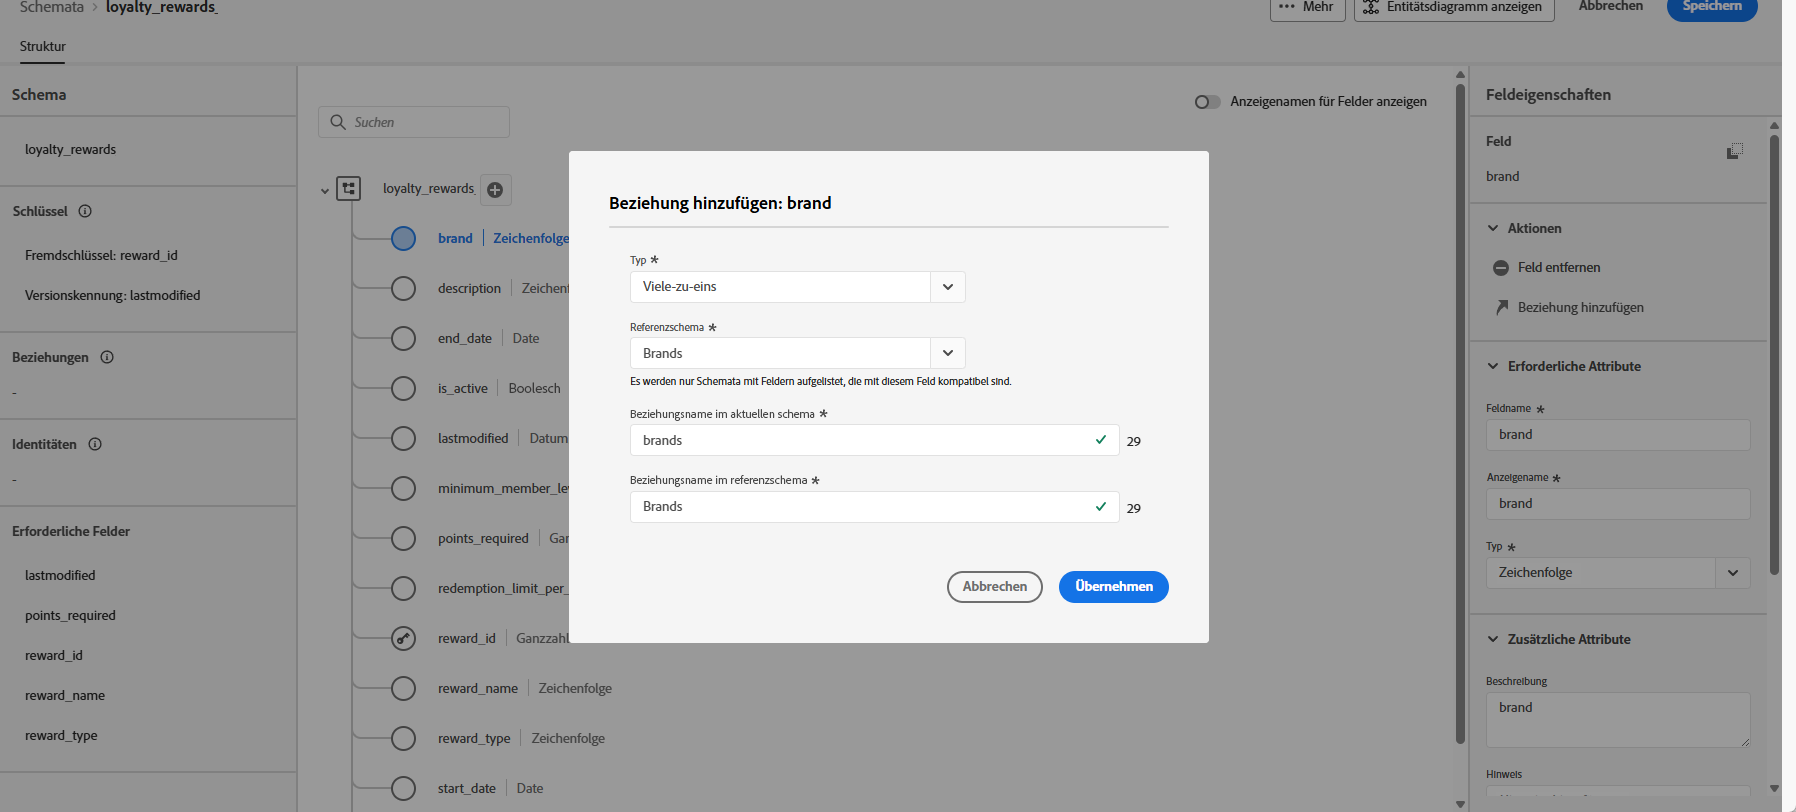 Schemata > loyalty_rewards_
Mehr
Entitätsdiagramm anzeigen
Abbrechen
Speichern
Struktur
Schema
loyalty_rewards
Schlüssel
Fremdschlüssel: reward_id
Versionskennung: lastmodified
Beziehungen
-
Identitäten
-
Erforderliche Felder
lastmodified
points_required
reward_id
reward_name
reward_type
Suchen
Anzeigenamen für Felder anzeigen
loyalty_rewards_
brand | Zeichenfolge
description | Zeichen
end_date | Date
is_active | Boolesch
lastmodified | Datum
minimum_member_le
points_required | Gan
redemption_limit_per_
reward_id | Ganzzahl
reward_name | Zeichenfolge
reward_type | Zeichenfolge
start_date | Date
Beziehung hinzufügen: brand
Typ *
Viele-zu-eins
Referenzschema *
Brands
Es werden nur Schemata mit Feldern aufgelistet, die mit diesem Feld kompatibel sind.
Beziehungsname im aktuellen schema *
brands 29
Beziehungsname im referenzschema *
Brands 29
Abbrechen
Übernehmen
Feldeigenschaften
Feld
brand
Aktionen
Feld entfernen
Beziehung hinzufügen
Erforderliche Attribute
Feldname *
brand
Anzeigename *
brand
Typ *
Zeichenfolge
Zusätzliche Attribute
Beschreibung
brand
Hinweis